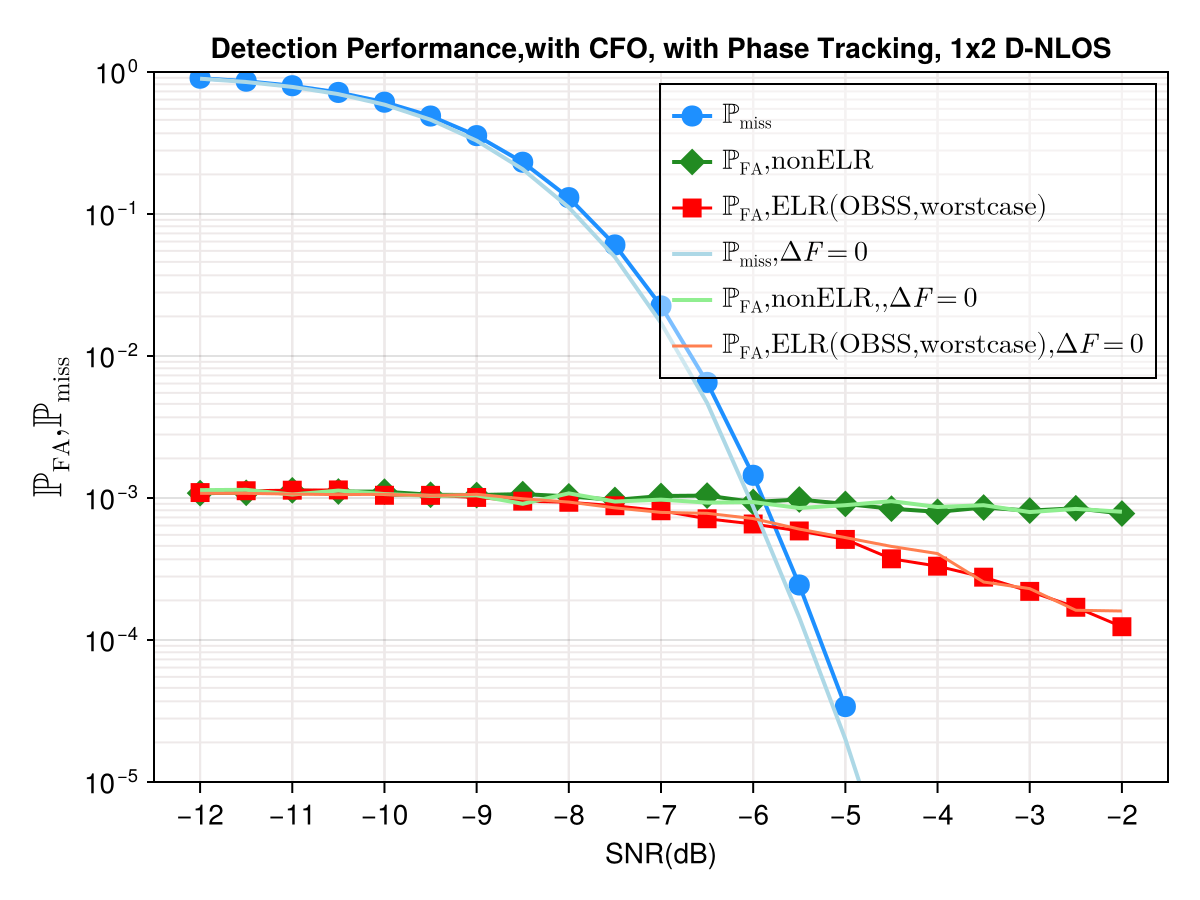 Detection Performance,with CFO, with Phase Tracking, 1x2 D-NLOS
ℙ_FA,ℙ_miss
10⁰
10⁻¹
10⁻²
10⁻³
10⁻⁴
10⁻⁵
ℙ_miss
ℙ_FA,nonELR
ℙ_FA,ELR(OBSS,worstcase)
ℙ_miss,ΔF = 0
ℙ_FA,nonELR,,ΔF = 0
ℙ_FA,ELR(OBSS,worstcase),ΔF = 0
−12 −11 −10 −9 −8 −7 −6 −5 −4 −3 −2
SNR(dB)